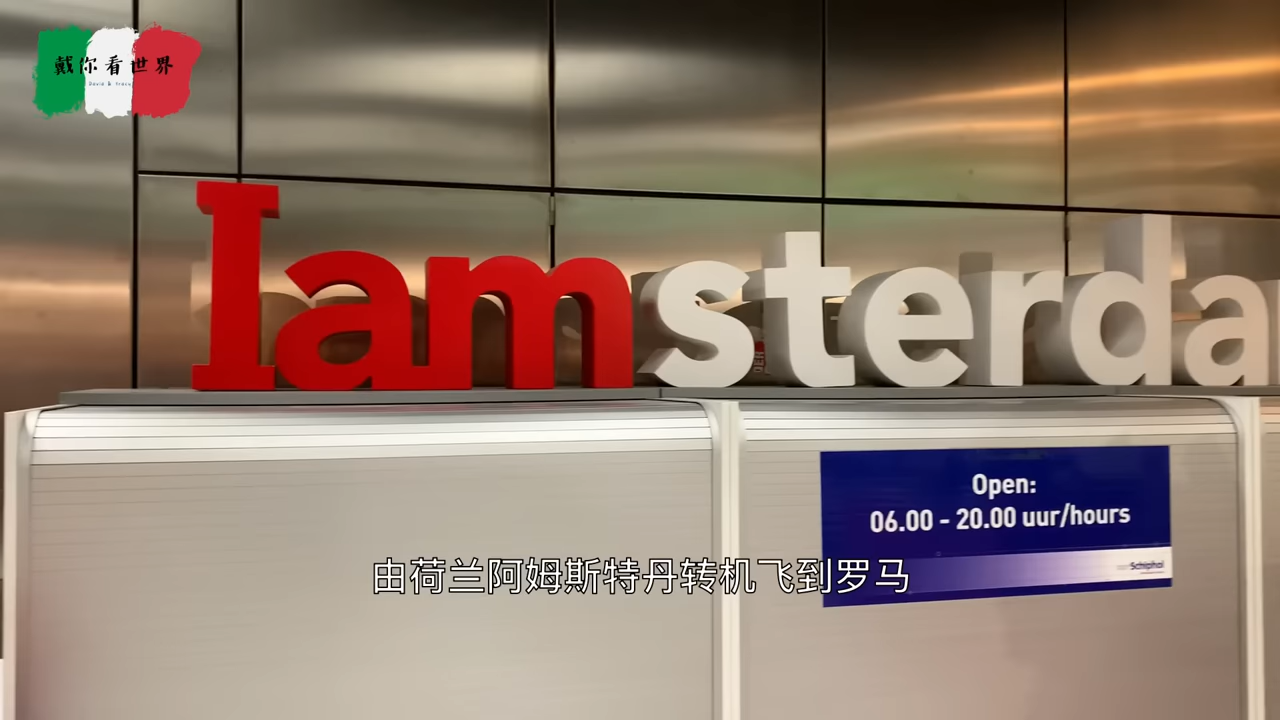 戴你看世界
Iamsterda
Open:
06.00 - 20.00 uur/hours
Schiphol
由荷兰阿姆斯特丹转机飞到罗马